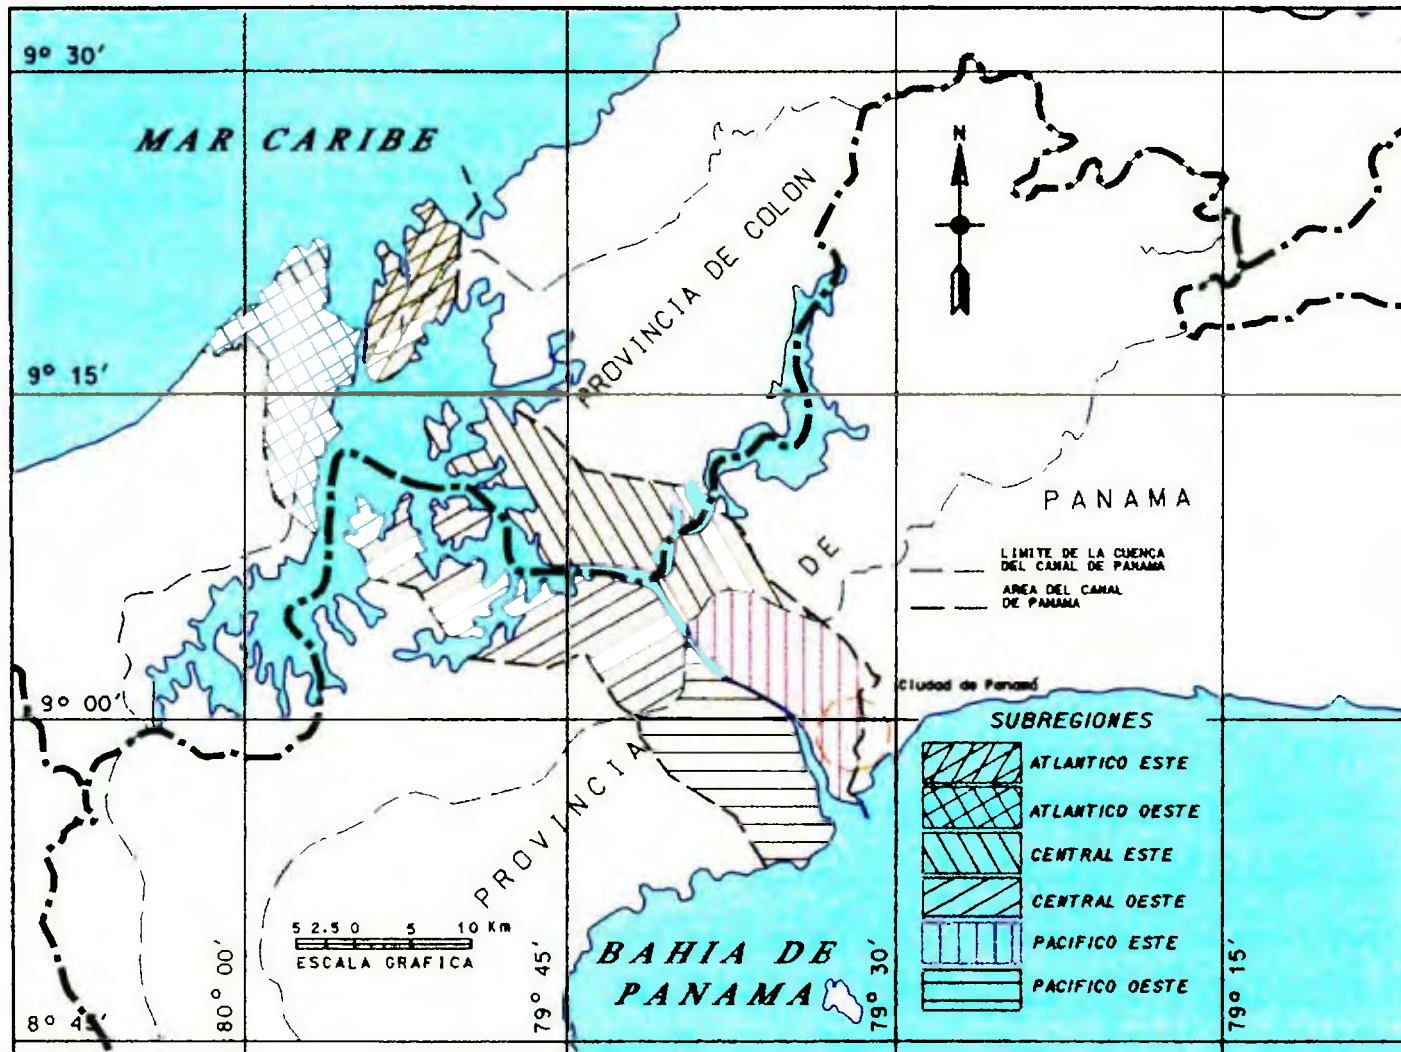 9° 30′
MAR CARIBE
N
PROVINCIA DE COLON
9° 15′
PANAMA
DE
LIMITE DE LA CUENCA
DEL CANAL DE PANAMA
AREA DEL CANAL
DE PANAMA
Ciudad de Panamá
9° 00′
SUBREGIONES
PROVINCIA
ATLANTICO ESTE
ATLANTICO OESTE
CENTRAL ESTE
CENTRAL OESTE
PACIFICO ESTE
PACIFICO OESTE
5 2.5 0 5 10 Km
ESCALA GRAFICA
BAHIA DE
PANAMA
8° 45′
80° 00′
79° 45′
79° 30′
79° 15′